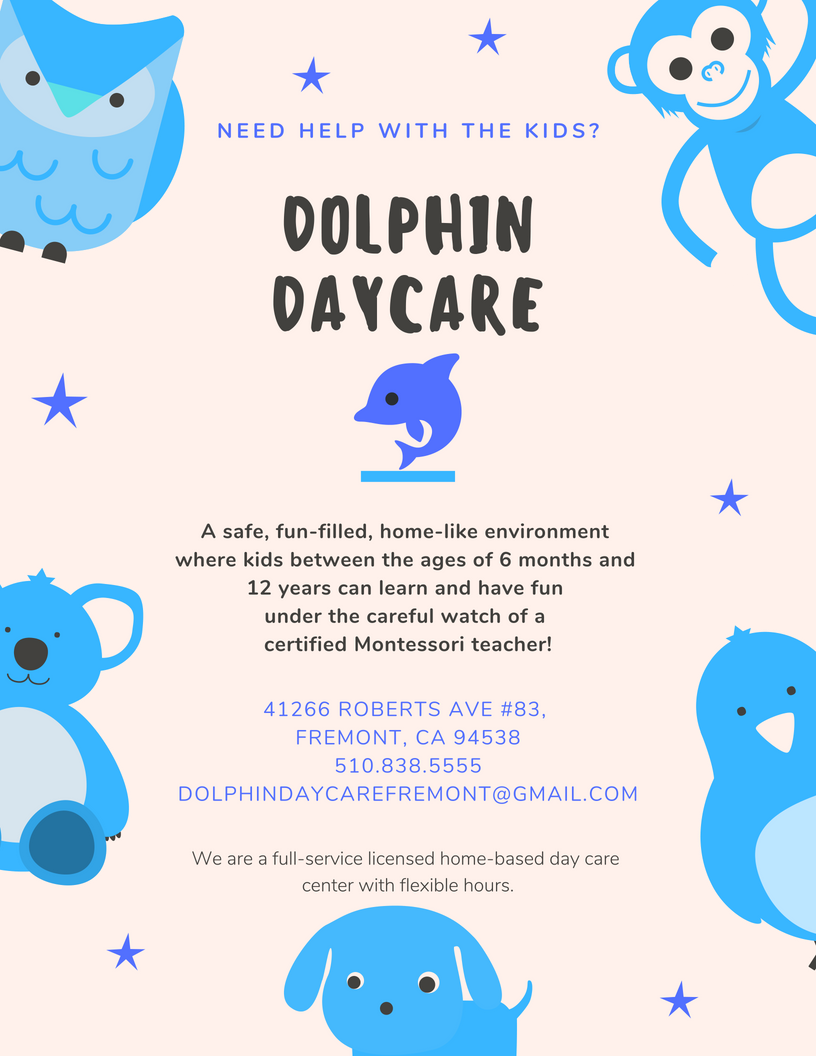 NEED HELP WITH THE KIDS?
DOLPHIN
DAYCARE
A safe, fun-filled, home-like environment
where kids between the ages of 6 months and
12 years can learn and have fun
under the careful watch of a
certified Montessori teacher!
41266 ROBERTS AVE #83,
FREMONT, CA 94538
510.838.5555
DOLPHINDAYCAREFREMONT@GMAIL.COM
We are a full-service licensed home-based day care
center with flexible hours.